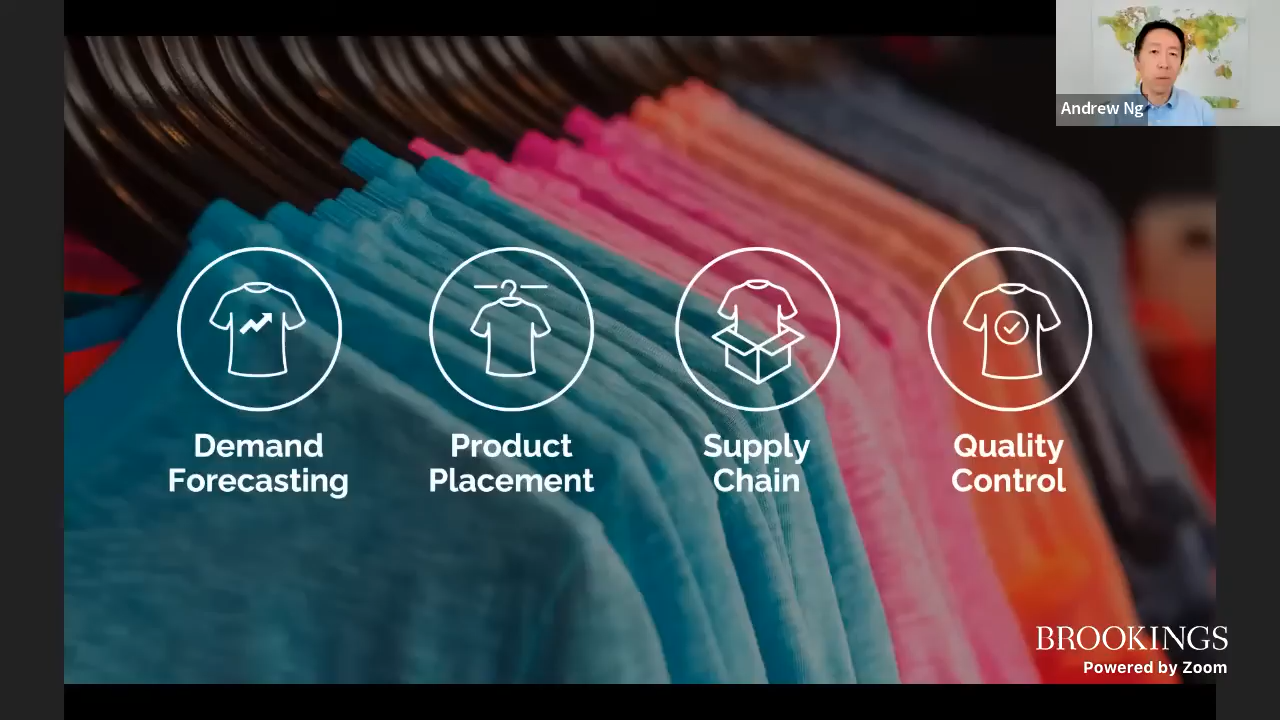 Andrew Ng
Demand
Forecasting
Product
Placement
Supply
Chain
Quality
Control
BROOKINGS
Powered by Zoom